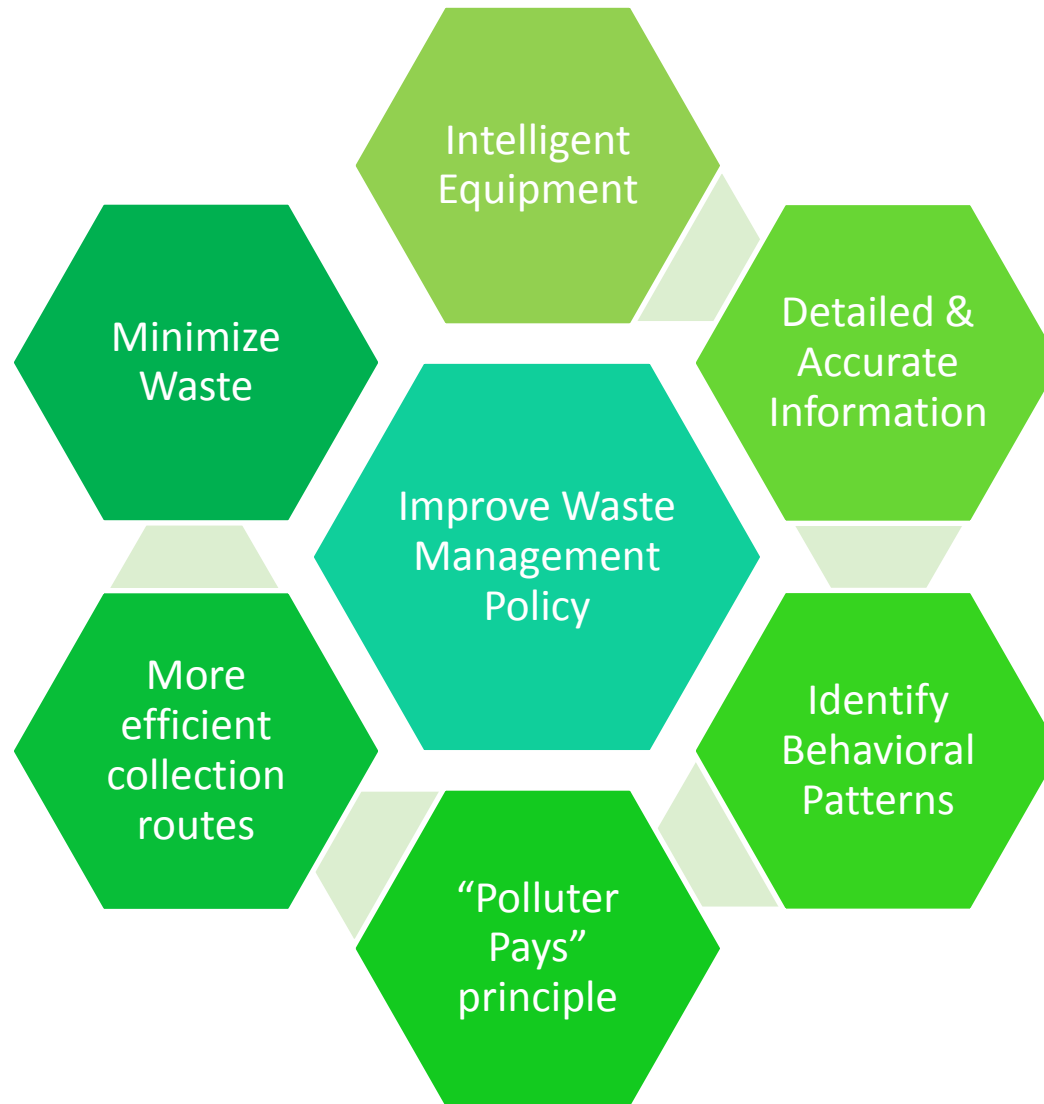 Intelligent
Equipment
Detailed &
Accurate
Information
Identify
Behavioral
Patterns
“Polluter
Pays”
principle
More
efficient
collection
routes
Minimize
Waste
Improve Waste
Management
Policy